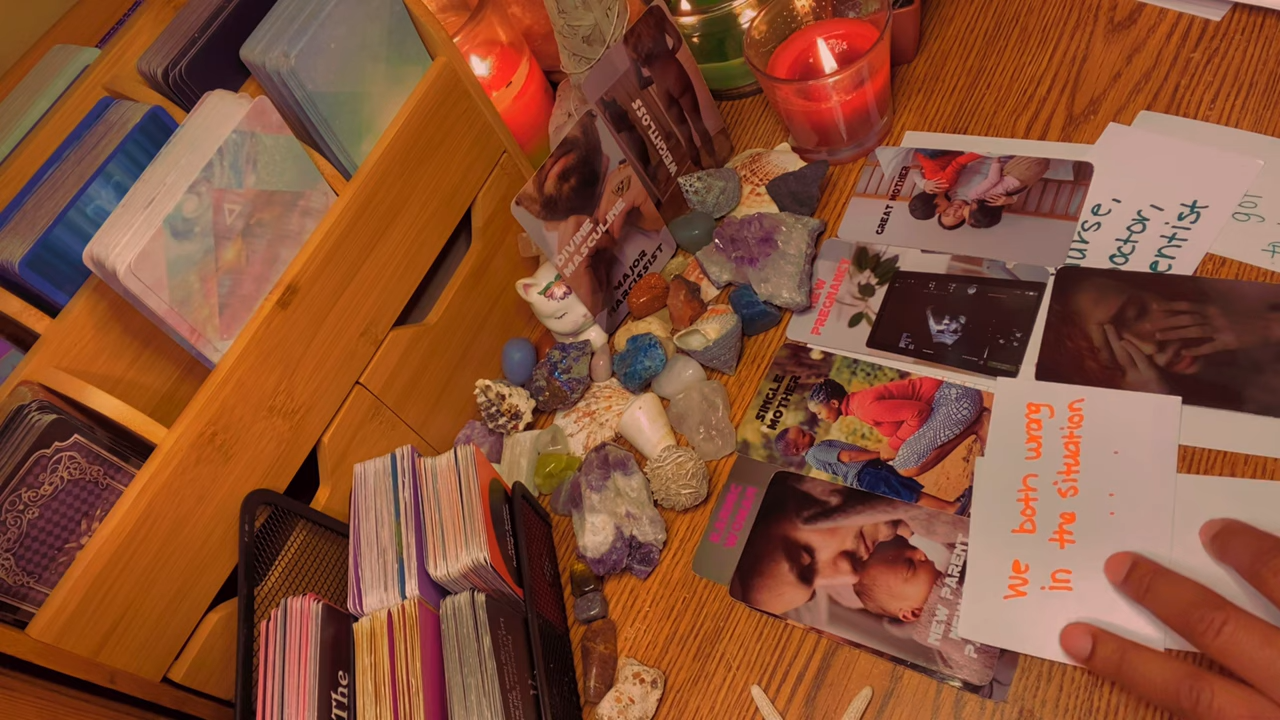 WEIGHTLOSS
DIVINE
MASCULINE
MAJOR
NARCISSIST
GREAT MOTHER
urse,
octor,
entist
got
NEW
PREGNANCY
SINGLE
MOTHER
We both wrong
in the situation
NEW PARENT
The